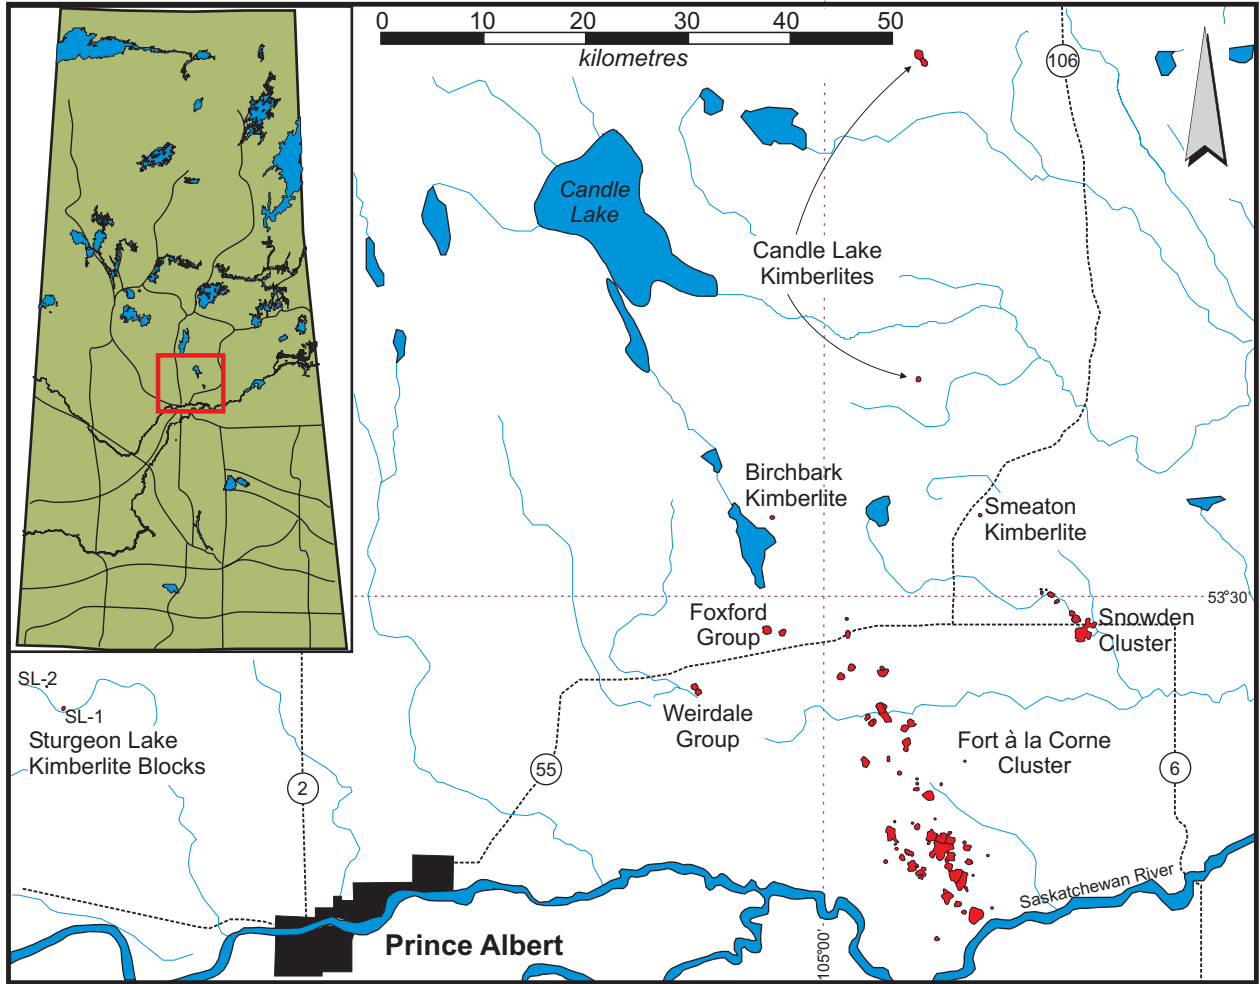 0 10 20 30 40 50
kilometres
106
Candle
Lake
Candle Lake
Kimberlites
Birchbark
Kimberlite
Smeaton
Kimberlite
53°30'
Foxford
Group
Snowden
Cluster
SL-2
SL-1
Sturgeon Lake
Kimberlite Blocks
Weirdale
Group
Fort à la Corne
Cluster
55
6
2
Saskatchewan River
Prince Albert
105°00'